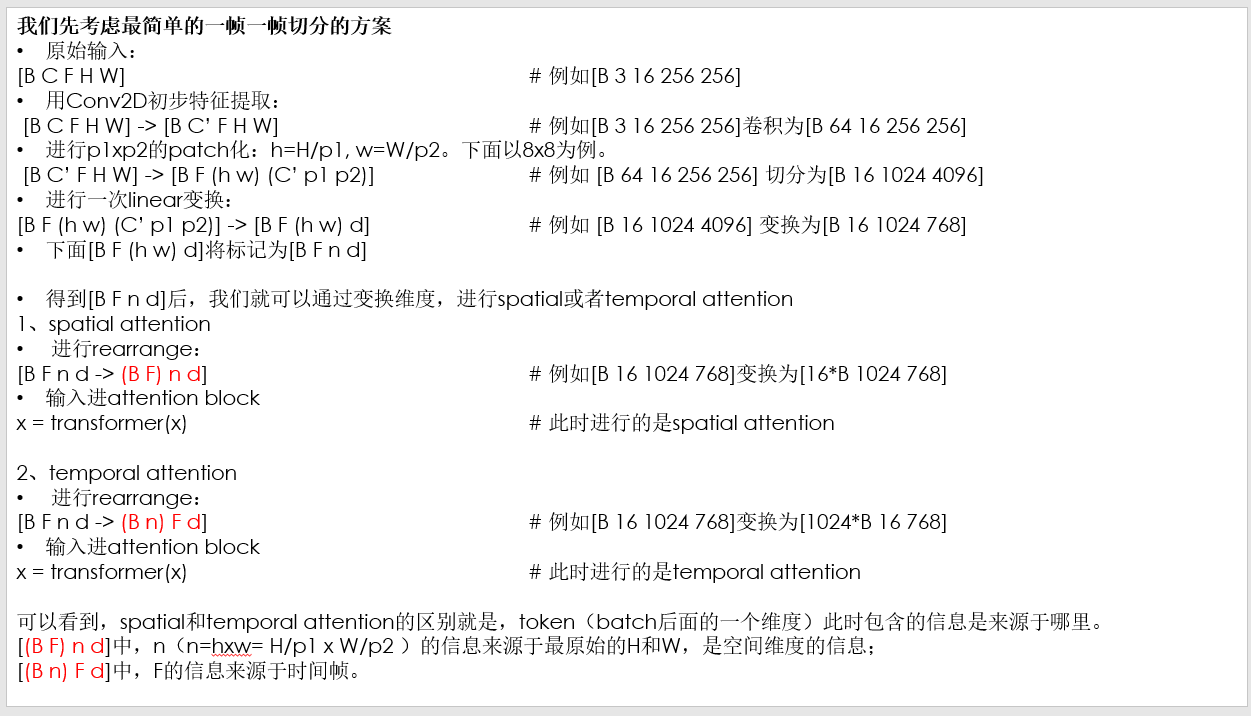 我们先考虑最简单的一帧一帧切分的方案
• 原始输入：
[B C F H W] # 例如[B 3 16 256 256]
• 用Conv2D初步特征提取：
[B C F H W] -> [B C’ F H W] # 例如[B 3 16 256 256]卷积为[B 64 16 256 256]
• 进行p1xp2的patch化：h=H/p1, w=W/p2。下面以8x8为例。
[B C’ F H W] -> [B F (h w) (C’ p1 p2)] # 例如 [B 64 16 256 256] 切分为[B 16 1024 4096]
• 进行一次linear变换：
[B F (h w) (C’ p1 p2)] -> [B F (h w) d] # 例如 [B 16 1024 4096] 变换为[B 16 1024 768]
• 下面[B F (h w) d]将标记为[B F n d]
• 得到[B F n d]后，我们就可以通过变换维度，进行spatial或者temporal attention
1、spatial attention
• 进行rearrange：
[B F n d -> (B F) n d] # 例如[B 16 1024 768]变换为[16*B 1024 768]
• 输入进attention block
x = transformer(x) # 此时进行的是spatial attention
2、temporal attention
• 进行rearrange：
[B F n d -> (B n) F d] # 例如[B 16 1024 768]变换为[1024*B 16 768]
• 输入进attention block
x = transformer(x) # 此时进行的是temporal attention
可以看到，spatial和temporal attention的区别就是，token（batch后面的一个维度）此时包含的信息是来源于哪里。
[(B F) n d]中，n（n=hxw= H/p1 x W/p2 ）的信息来源于最原始的H和W，是空间维度的信息；
[(B n) F d]中，F的信息来源于时间帧。